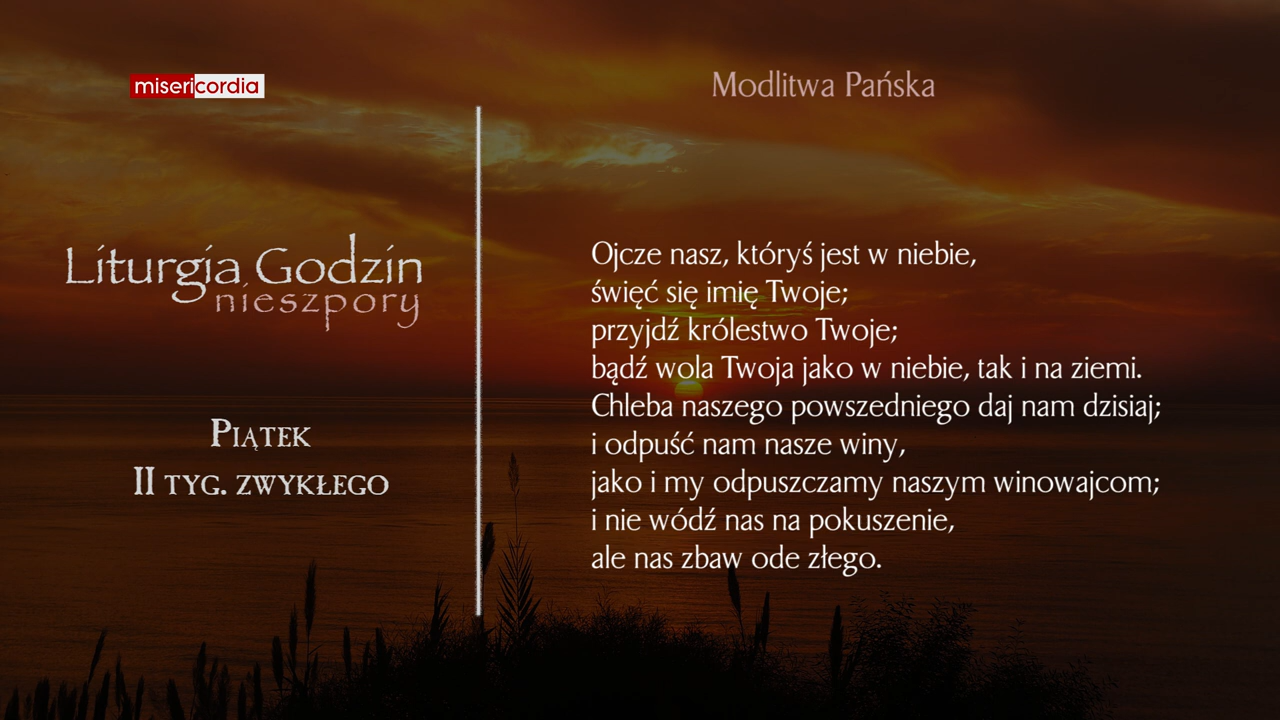 misericordia
Liturgia Godzin
nieszpory
Piątek
II tyg. zwykłego
Modlitwa Pańska
Ojcze nasz, któryś jest w niebie,
święć się imię Twoje;
przyjdź królestwo Twoje;
bądź wola Twoja jako w niebie, tak i na ziemi.
Chleba naszego powszedniego daj nam dzisiaj;
i odpuść nam nasze winy,
jako i my odpuszczamy naszym winowajcom;
i nie wódź nas na pokuszenie,
ale nas zbaw ode złego.